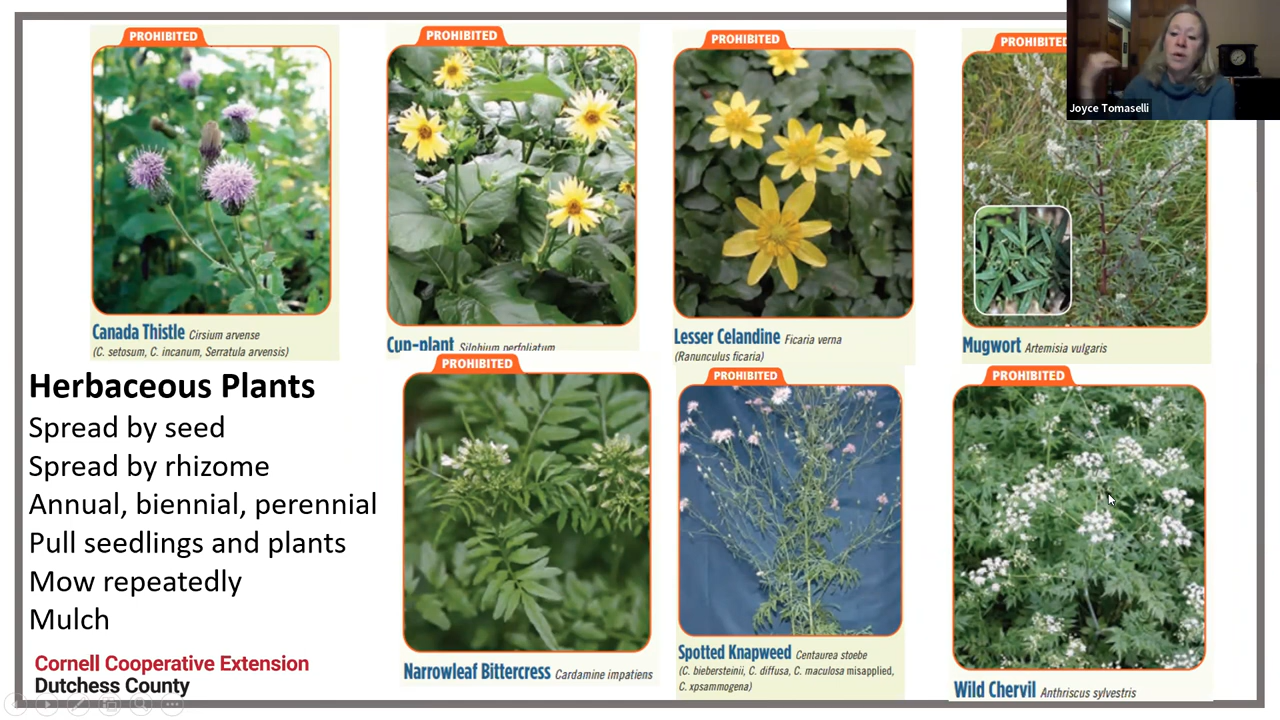 PROHIBITED
PROHIBITED
PROHIBITED
PROHIBITED
Joyce Tomaselli
Canada Thistle Cirsium arvense
(C. setosum, C. incanum, Serratula arvensis)
Cup-plant Silphium perfoliatum
Lesser Celandine Ficaria verna
(Ranunculus ficaria)
Mugwort Artemisia vulgaris
Herbaceous Plants
Spread by seed
Spread by rhizome
Annual, biennial, perennial
Pull seedlings and plants
Mow repeatedly
Mulch
Cornell Cooperative Extension
Dutchess County
PROHIBITED
Narrowleaf Bittercress Cardamine impatiens
PROHIBITED
Spotted Knapweed Centaurea stoebe
(C. biebersteinii, C. diffusa, C. maculosa misapplied,
C. xpsammogena)
PROHIBITED
Wild Chervil Anthriscus sylvestris